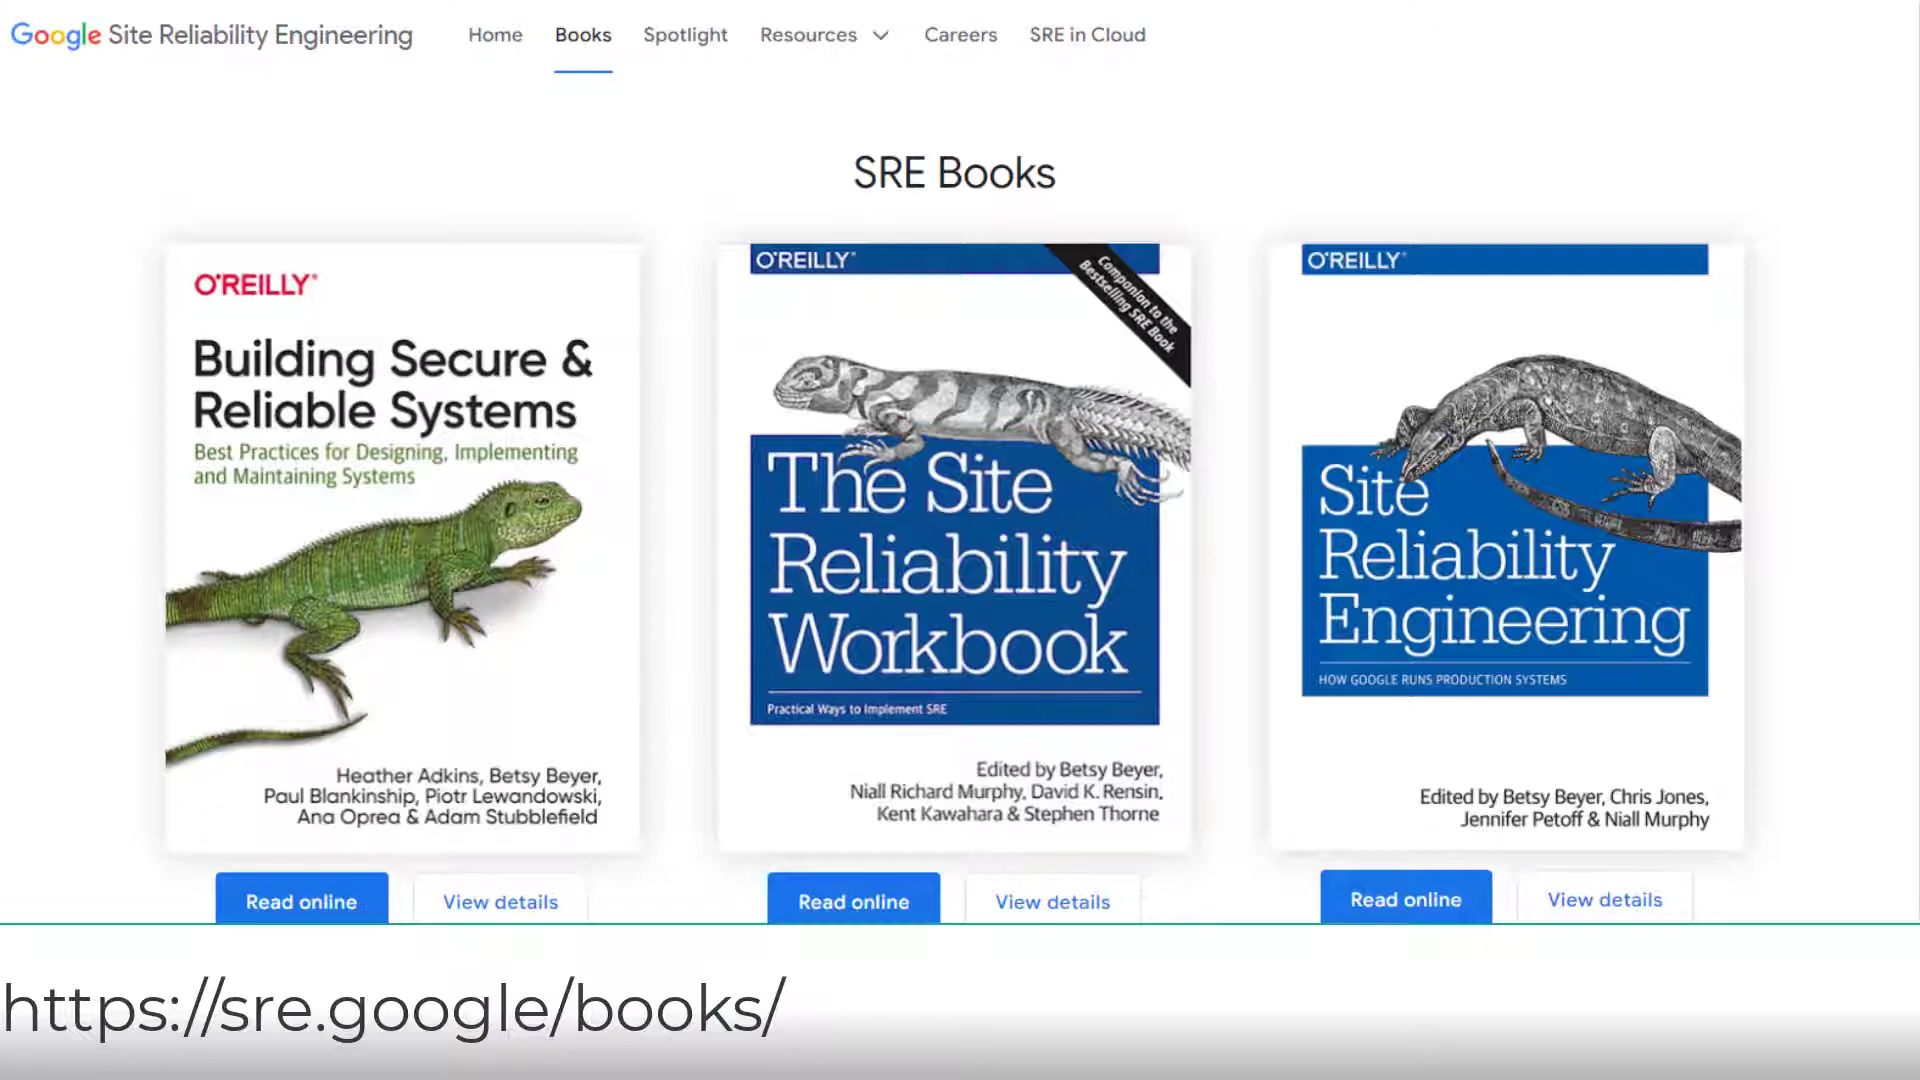 Google Site Reliability Engineering Home Books Spotlight Resources Careers SRE in Cloud
SRE Books
O'REILLY®
Building Secure &
Reliable Systems
Best Practices for Designing, Implementing
and Maintaining Systems
Heather Adkins, Betsy Beyer,
Paul Blankinship, Piotr Lewandowski,
Ana Oprea & Adam Stubblefield
Read online View details
O'REILLY®
Companion to the
Bestselling SRE Book
The Site
Reliability
Workbook
Practical Ways to Implement SRE
Edited by Betsy Beyer,
Niall Richard Murphy, David K. Rensin,
Kent Kawahara & Stephen Thorne
Read online View details
O'REILLY®
Site
Reliability
Engineering
HOW GOOGLE RUNS PRODUCTION SYSTEMS
Edited by Betsy Beyer, Chris Jones,
Jennifer Petoff & Niall Murphy
Read online View details
https://sre.google/books/